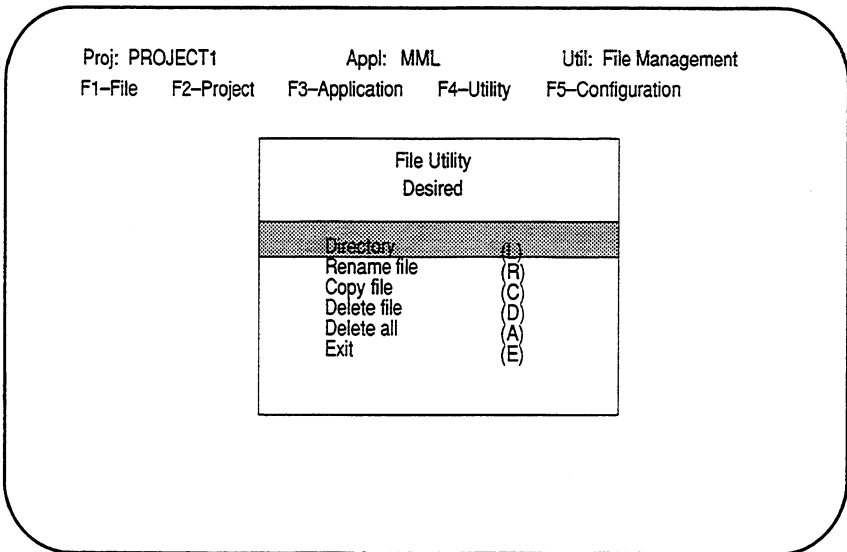 Proj: PROJECT1 Appl: MML Util: File Management
F1–File F2–Project F3–Application F4–Utility F5–Configuration
File Utility
Desired
Directory (L)
Rename file (R)
Copy file (C)
Delete file (D)
Delete all (A)
Exit (E)